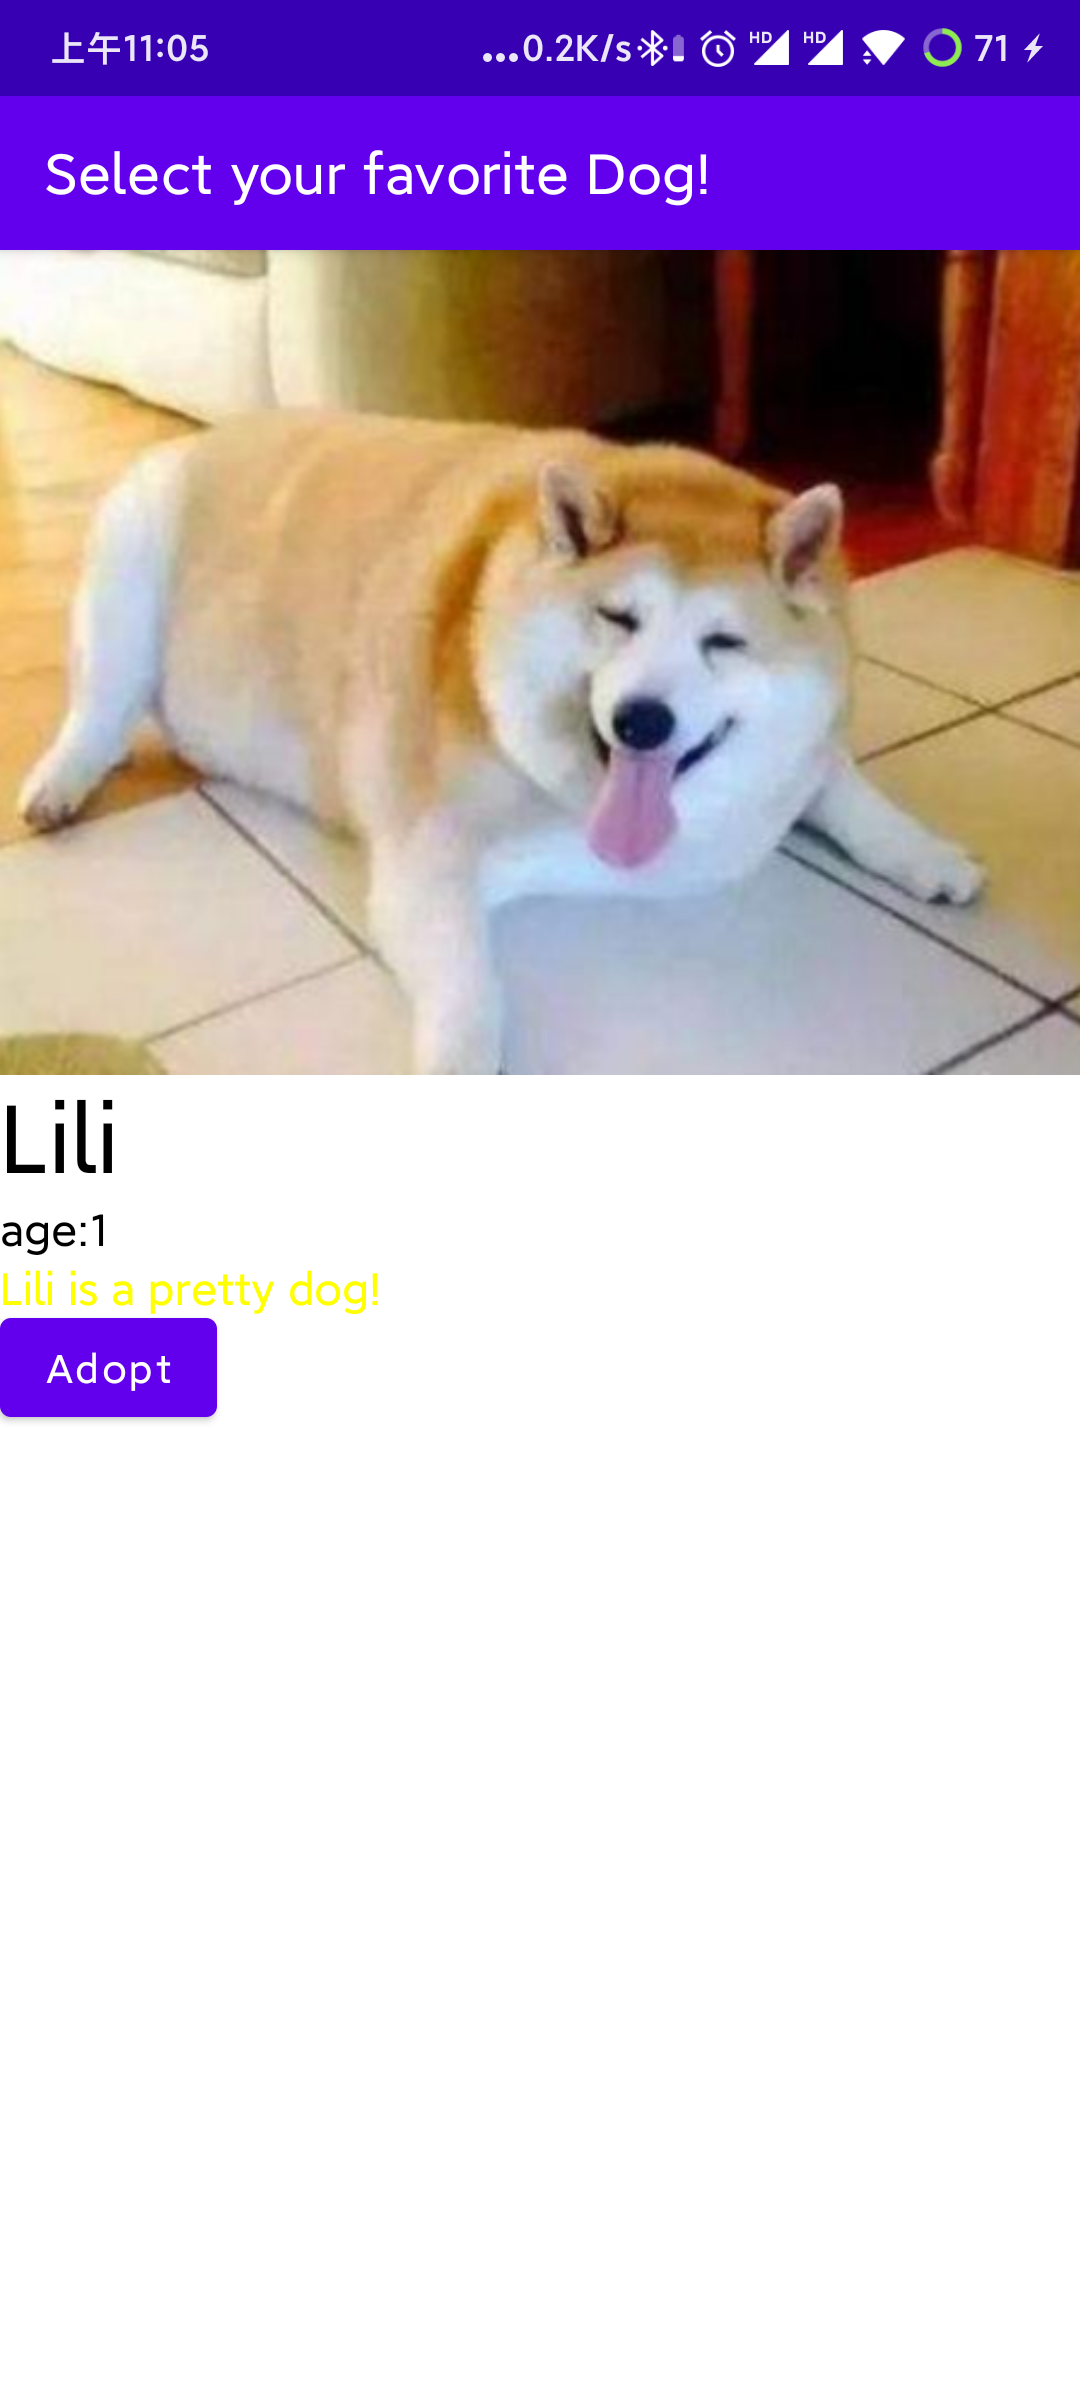 上午11:05
...0.2K/s HD HD 71
Select your favorite Dog!
Lili
age:1
Lili is a pretty dog!
Adopt